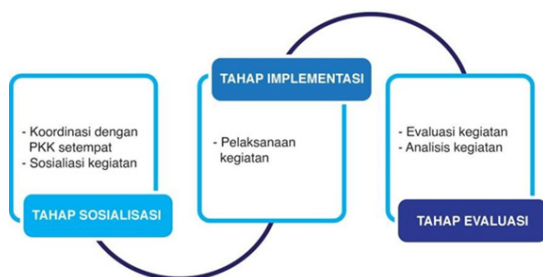 - Koordinasi dengan
PKK setempat
- Sosialiasi kegiatan
TAHAP SOSIALISASI
TAHAP IMPLEMENTASI
- Pelaksanaan
kegiatan
- Evaluasi kegiatan
- Analisis kegiatan
TAHAP EVALUASI